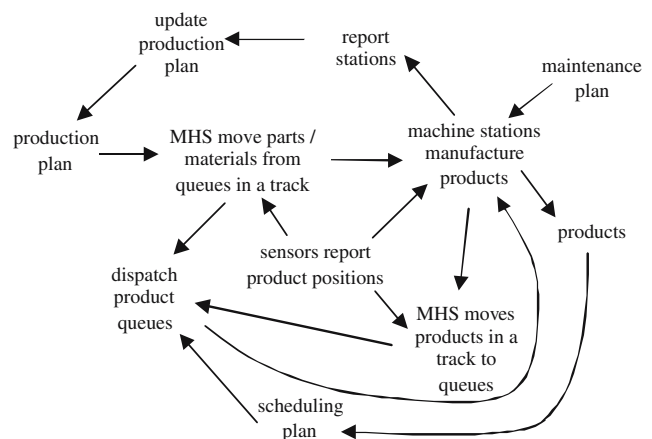 update
production
plan
report
stations
maintenance
plan
production
plan
MHS move parts /
materials from
queues in a track
machine stations
manufacture
products
products
sensors report
product positions
dispatch
product
queues
MHS moves
products in a
track to
queues
scheduling
plan